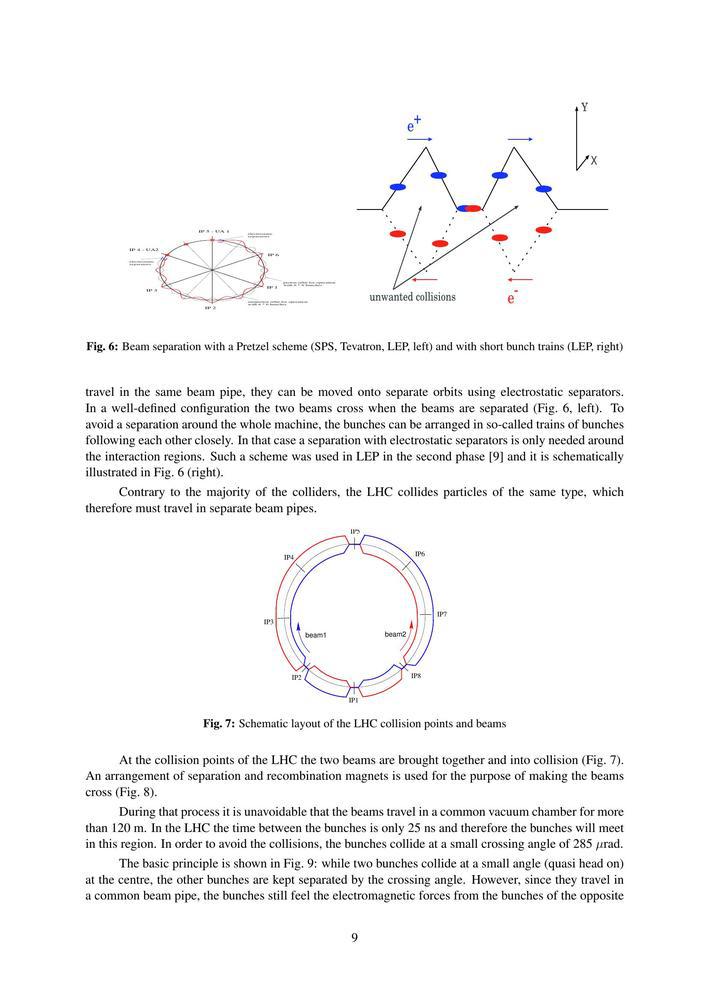 e+
Y
X
IP 5 - UA 1
IP 4 - UA2
IP 6
IP 3
IP 1
IP 2
unwanted collisions
e-
Fig. 6: Beam separation with a Pretzel scheme (SPS, Tevatron, LEP, left) and with short bunch trains (LEP, right)
travel in the same beam pipe, they can be moved onto separate orbits using electrostatic separators.
In a well-defined configuration the two beams cross when the beams are separated (Fig. 6, left). To
avoid a separation around the whole machine, the bunches can be arranged in so-called trains of bunches
following each other closely. In that case a separation with electrostatic separators is only needed around
the interaction regions. Such a scheme was used in LEP in the second phase [9] and it is schematically
illustrated in Fig. 6 (right).
Contrary to the majority of the colliders, the LHC collides particles of the same type, which
therefore must travel in separate beam pipes.
IP5
IP4
IP6
IP3
IP7
beam1
beam2
IP2
IP8
IP1
Fig. 7: Schematic layout of the LHC collision points and beams
At the collision points of the LHC the two beams are brought together and into collision (Fig. 7).
An arrangement of separation and recombination magnets is used for the purpose of making the beams
cross (Fig. 8).
During that process it is unavoidable that the beams travel in a common vacuum chamber for more
than 120 m. In the LHC the time between the bunches is only 25 ns and therefore the bunches will meet
in this region. In order to avoid the collisions, the bunches collide at a small crossing angle of 285 μrad.
The basic principle is shown in Fig. 9: while two bunches collide at a small angle (quasi head on)
at the centre, the other bunches are kept separated by the crossing angle. However, since they travel in
a common beam pipe, the bunches still feel the electromagnetic forces from the bunches of the opposite
9